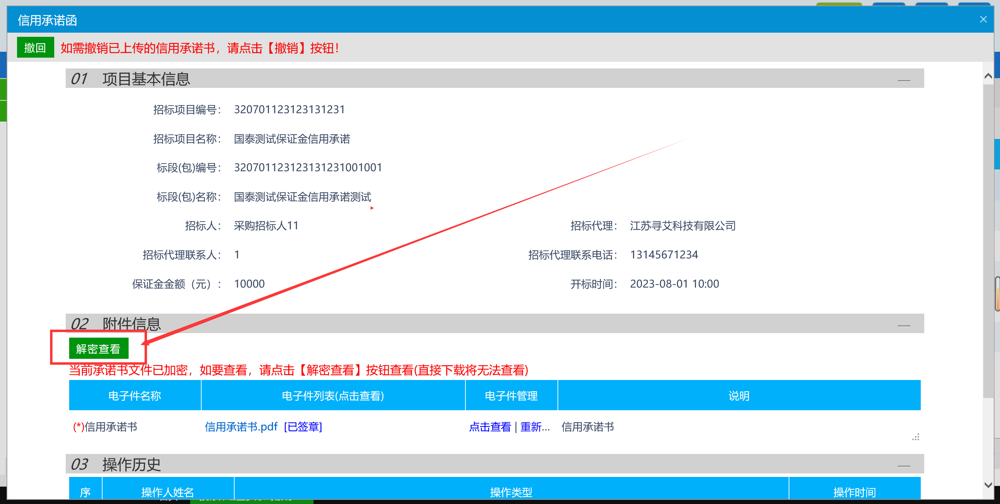 信用承诺函
撤回 如需撤销已上传的信用承诺书，请点击【撤销】按钮！
01 项目基本信息
招标项目编号： 320701123123131231
招标项目名称： 国泰测试保证金信用承诺
标段(包)编号： 320701123123131231001001
标段(包)名称： 国泰测试保证金信用承诺测试
招标人： 采购招标人11 招标代理： 江苏寻艾科技有限公司
招标代理联系人： 1 招标代理联系电话： 13145671234
保证金金额（元）： 10000 开标时间： 2023-08-01 10:00
02 附件信息
解密查看
当前承诺书文件已加密，如要查看，请点击【解密查看】按钮查看(直接下载将无法查看)
电子件名称 电子件列表(点击查看) 电子件管理 说明
(*)信用承诺书 信用承诺书.pdf [已签章] 点击查看 | 重新... 信用承诺书
03 操作历史
序 操作人姓名 操作类型 操作时间